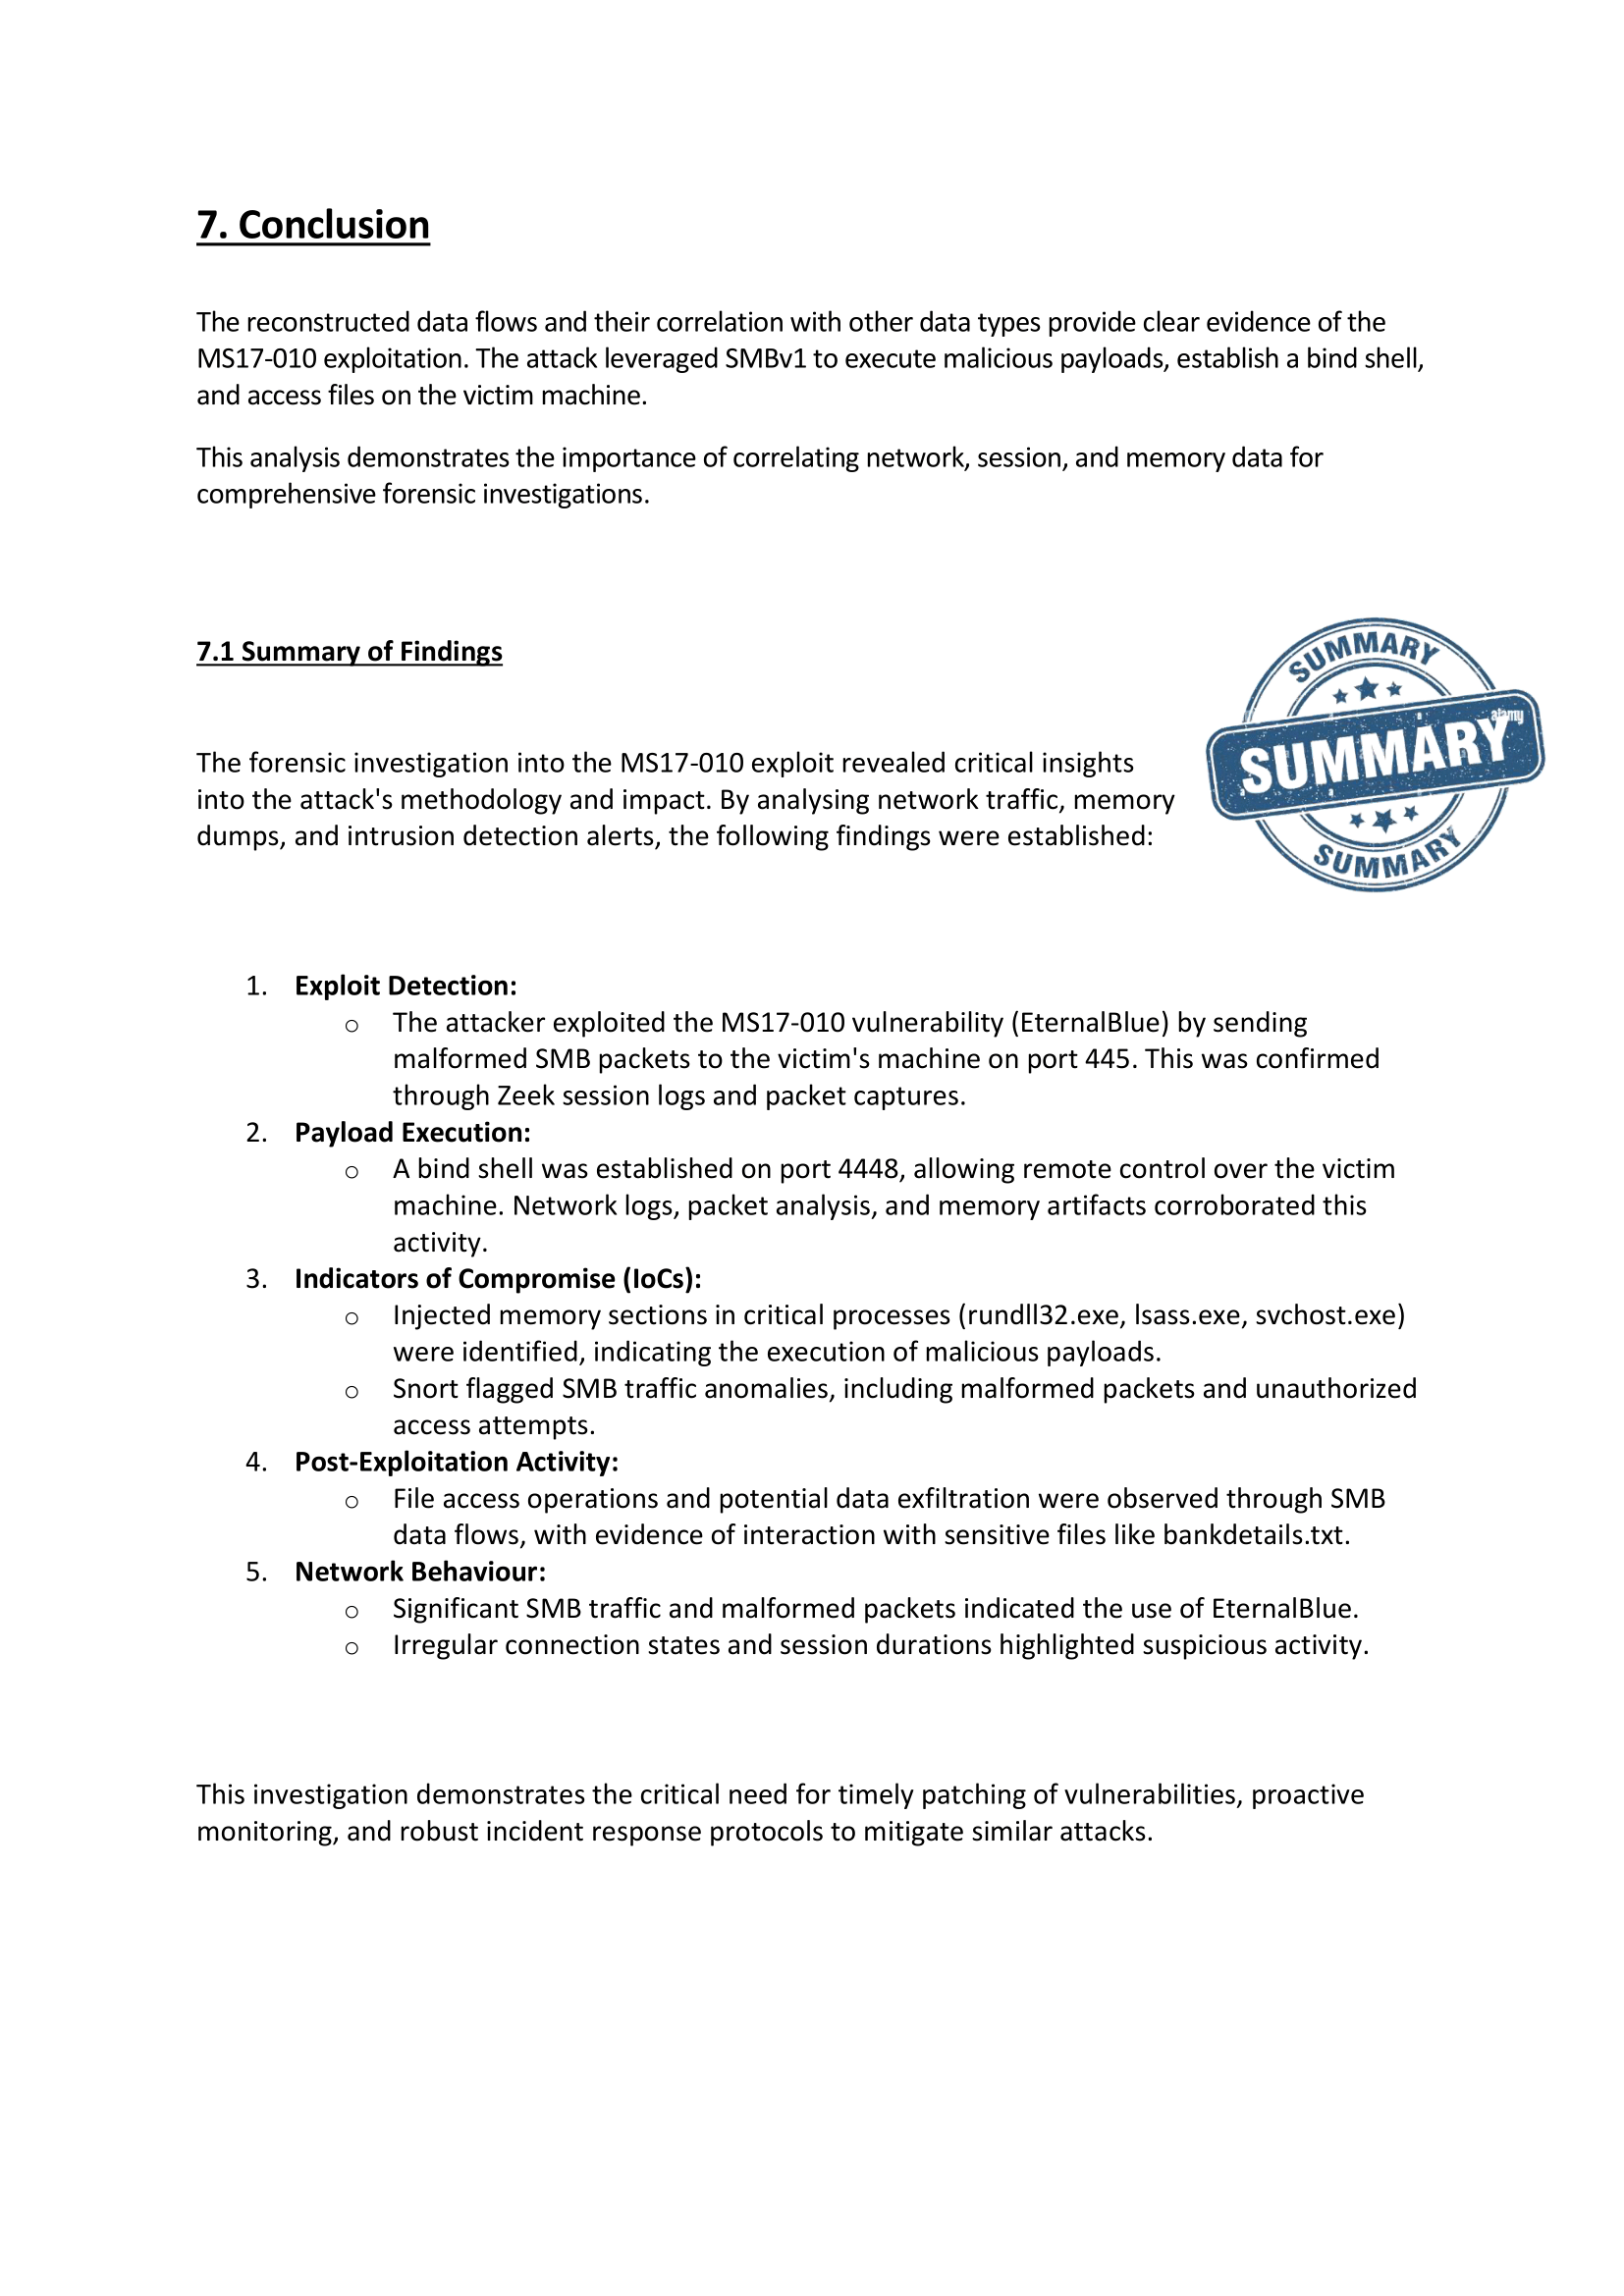 7. Conclusion
The reconstructed data flows and their correlation with other data types provide clear evidence of the
MS17-010 exploitation. The attack leveraged SMBv1 to execute malicious payloads, establish a bind shell,
and access files on the victim machine.
This analysis demonstrates the importance of correlating network, session, and memory data for
comprehensive forensic investigations.
7.1 Summary of Findings
SUMMARY
SUMMARY
alamy
SUMMARY
The forensic investigation into the MS17-010 exploit revealed critical insights
into the attack's methodology and impact. By analysing network traffic, memory
dumps, and intrusion detection alerts, the following findings were established:
1. Exploit Detection:
o The attacker exploited the MS17-010 vulnerability (EternalBlue) by sending
malformed SMB packets to the victim's machine on port 445. This was confirmed
through Zeek session logs and packet captures.
2. Payload Execution:
o A bind shell was established on port 4448, allowing remote control over the victim
machine. Network logs, packet analysis, and memory artifacts corroborated this
activity.
3. Indicators of Compromise (IoCs):
o Injected memory sections in critical processes (rundll32.exe, lsass.exe, svchost.exe)
were identified, indicating the execution of malicious payloads.
o Snort flagged SMB traffic anomalies, including malformed packets and unauthorized
access attempts.
4. Post-Exploitation Activity:
o File access operations and potential data exfiltration were observed through SMB
data flows, with evidence of interaction with sensitive files like bankdetails.txt.
5. Network Behaviour:
o Significant SMB traffic and malformed packets indicated the use of EternalBlue.
o Irregular connection states and session durations highlighted suspicious activity.
This investigation demonstrates the critical need for timely patching of vulnerabilities, proactive
monitoring, and robust incident response protocols to mitigate similar attacks.